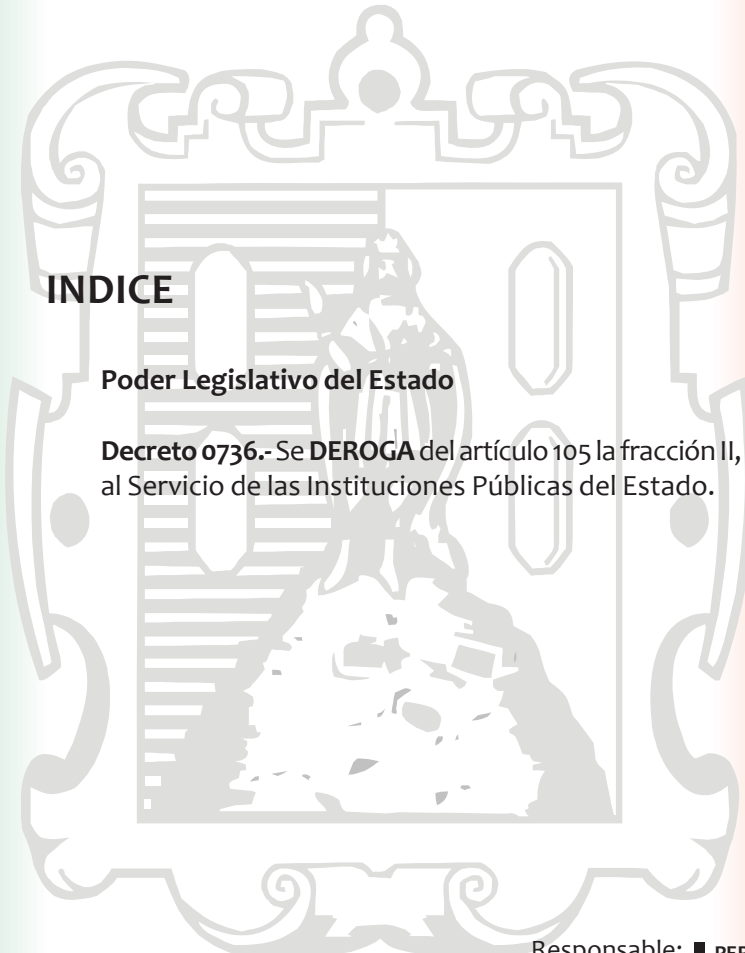 INDICE
Poder Legislativo del Estado
Decreto 0736.- Se DEROGA del artículo 105 la fracción II,
al Servicio de las Instituciones Públicas del Estado.
Responsable: